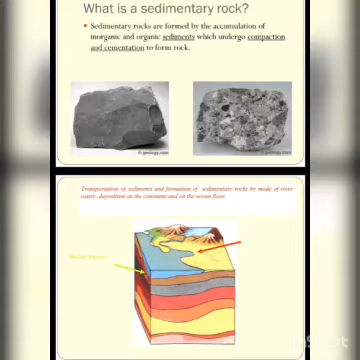 What is a sedimentary rock?
• Sedimentary rocks are formed by the accumulation of
inorganic and organic sediments which undergo compaction
and cementation to form rock.
© geology.com
© geology.com
Transportation of sediments and formation of sedimentary rocks by mode of river
water- deposition on the continent and on the ocean floor.